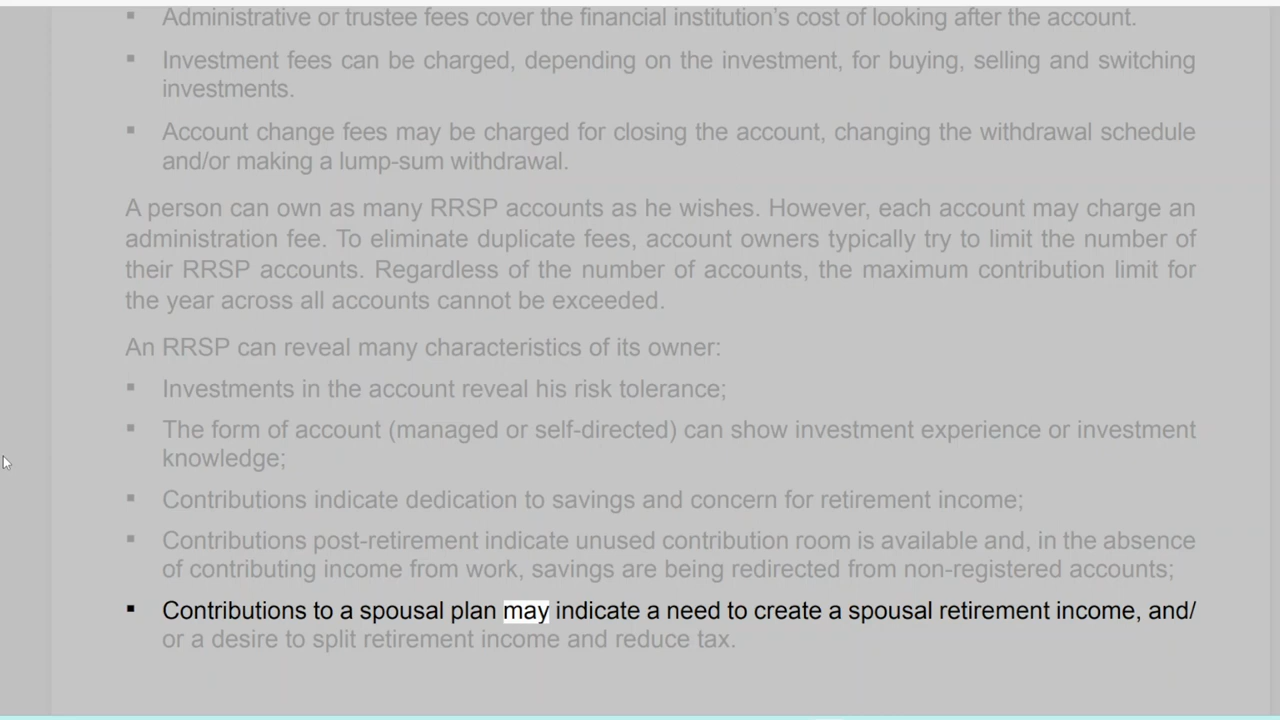 ▪ Administrative or trustee fees cover the financial institution's cost of looking after the account.
▪ Investment fees can be charged, depending on the investment, for buying, selling and switching
investments.
▪ Account change fees may be charged for closing the account, changing the withdrawal schedule
and/or making a lump-sum withdrawal.
A person can own as many RRSP accounts as he wishes. However, each account may charge an
administration fee. To eliminate duplicate fees, account owners typically try to limit the number of
their RRSP accounts. Regardless of the number of accounts, the maximum contribution limit for
the year across all accounts cannot be exceeded.
An RRSP can reveal many characteristics of its owner:
▪ Investments in the account reveal his risk tolerance;
▪ The form of account (managed or self-directed) can show investment experience or investment
knowledge;
▪ Contributions indicate dedication to savings and concern for retirement income;
▪ Contributions post-retirement indicate unused contribution room is available and, in the absence
of contributing income from work, savings are being redirected from non-registered accounts;
▪ Contributions to a spousal plan may indicate a need to create a spousal retirement income, and/
or a desire to split retirement income and reduce tax.